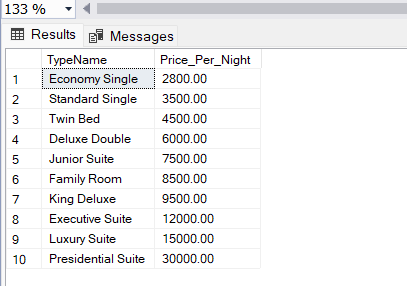 133 %
Results Messages
TypeName Price_Per_Night
1 Economy Single 2800.00
2 Standard Single 3500.00
3 Twin Bed 4500.00
4 Deluxe Double 6000.00
5 Junior Suite 7500.00
6 Family Room 8500.00
7 King Deluxe 9500.00
8 Executive Suite 12000.00
9 Luxury Suite 15000.00
10 Presidential Suite 30000.00